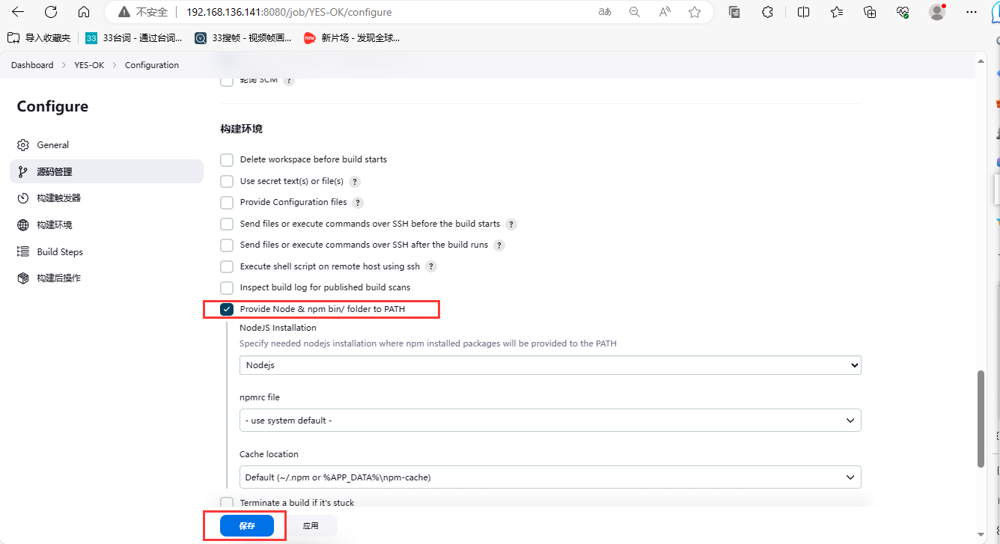 不安全 192.168.136.141:8080/job/YES-OK/configure
导入收藏夹 33台词 - 通过台词... 33搜帧 - 视频帧画... 新片场 - 发现全球...
Dashboard YES-OK Configuration
Configure
General
源码管理
构建触发器
构建环境
Build Steps
构建后操作
轮询 SCM ?
构建环境
Delete workspace before build starts
Use secret text(s) or file(s) ?
Provide Configuration files ?
Send files or execute commands over SSH before the build starts ?
Send files or execute commands over SSH after the build runs ?
Execute shell script on remote host using ssh ?
Inspect build log for published build scans
Provide Node & npm bin/ folder to PATH
NodeJS Installation
Specify needed nodejs installation where npm installed packages will be provided to the PATH
Nodejs
npmrc file
- use system default -
Cache location
Default (~/.npm or %APP_DATA%\npm-cache)
Terminate a build if it's stuck
保存 应用